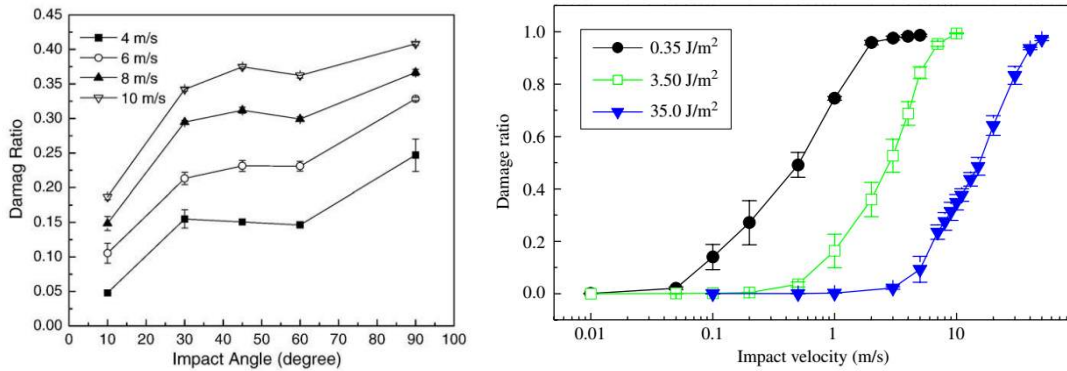 0.45
0.40
0.35
0.30
0.25
0.20
0.15
0.10
0.05
0.00
Damag Ratio
4 m/s
6 m/s
8 m/s
10 m/s
0 10 20 30 40 50 60 70 80 90 100
Impact Angle (degree)
1.0
0.8
0.6
0.4
0.2
0.0
Damage ratio
0.35 J/m²
3.50 J/m²
35.0 J/m²
0.01 0.1 1 10
Impact velocity (m/s)